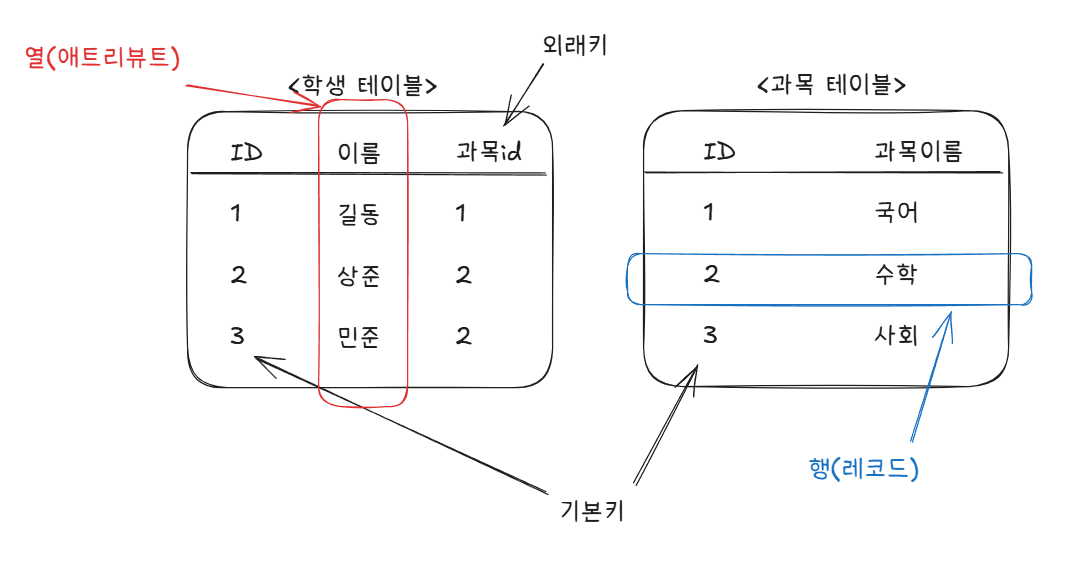 외래키
열(애트리뷰트)
<학생 테이블>
<과목 테이블>
ID 이름 과목id
1 길동 1
2 상준 2
3 민준 2
ID 과목이름
1 국어
2 수학
3 사회
행(레코드)
기본키